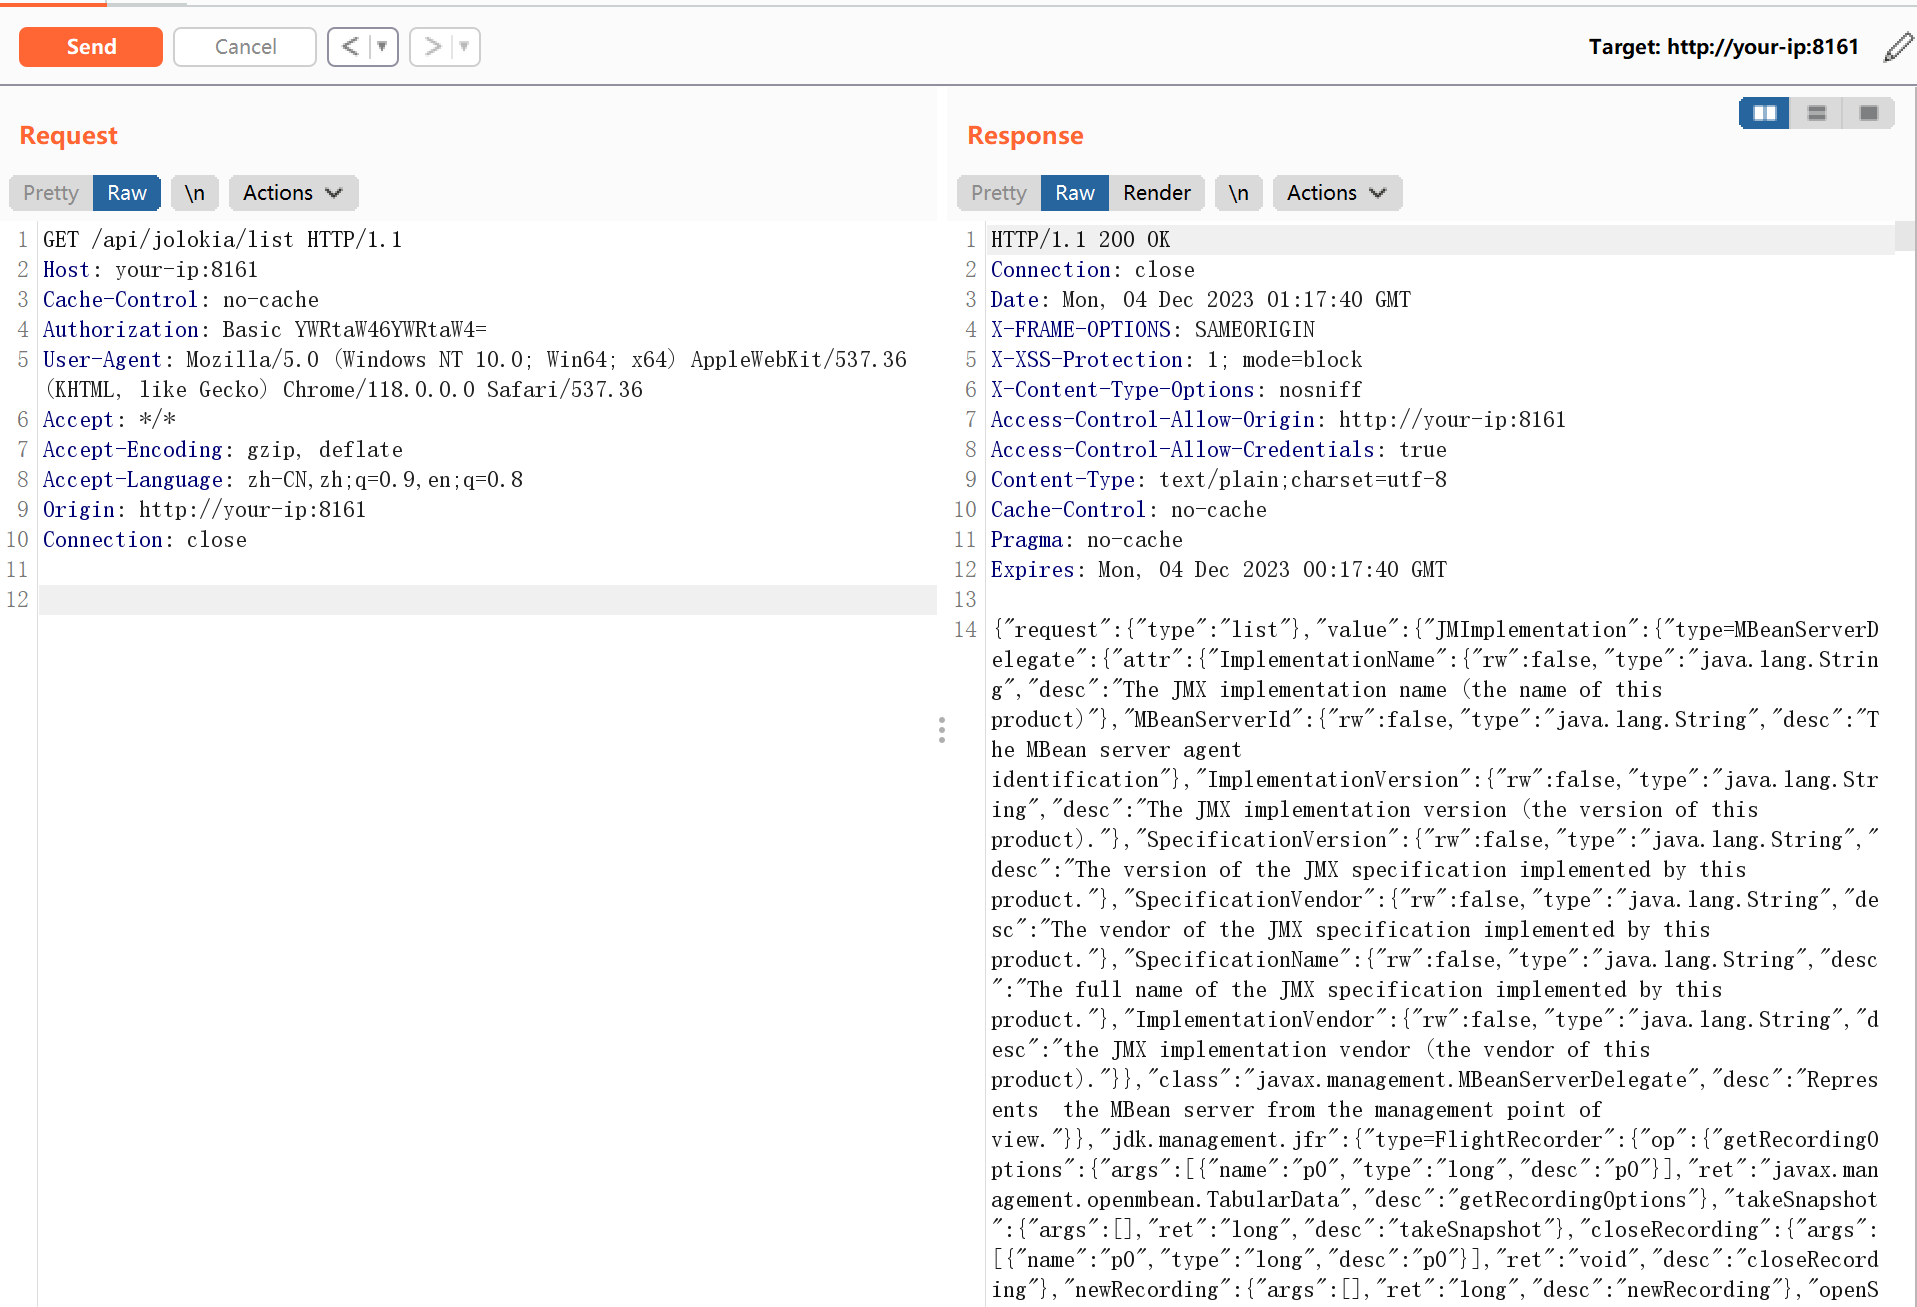 Send
Cancel
<
>
Target: http://your-ip:8161
Request
Response
Pretty
Raw
\n
Actions
Pretty
Raw
Render
\n
Actions
1 GET /api/jolokia/list HTTP/1.1
2 Host: your-ip:8161
3 Cache-Control: no-cache
4 Authorization: Basic YWRtaW46YWRtaW4=
5 User-Agent: Mozilla/5.0 (Windows NT 10.0; Win64; x64) AppleWebKit/537.36
(KHTML, like Gecko) Chrome/118.0.0.0 Safari/537.36
6 Accept: */*
7 Accept-Encoding: gzip, deflate
8 Accept-Language: zh-CN,zh;q=0.9,en;q=0.8
9 Origin: http://your-ip:8161
10 Connection: close
11
12
1 HTTP/1.1 200 OK
2 Connection: close
3 Date: Mon, 04 Dec 2023 01:17:40 GMT
4 X-FRAME-OPTIONS: SAMEORIGIN
5 X-XSS-Protection: 1; mode=block
6 X-Content-Type-Options: nosniff
7 Access-Control-Allow-Origin: http://your-ip:8161
8 Access-Control-Allow-Credentials: true
9 Content-Type: text/plain;charset=utf-8
10 Cache-Control: no-cache
11 Pragma: no-cache
12 Expires: Mon, 04 Dec 2023 00:17:40 GMT
13
14 {"request":{"type":"list"},"value":{"JMImplementation":{"type=MBeanServerD
elegate":{"attr":{"ImplementationName":{"rw":false,"type":"java.lang.Strin
g","desc":"The JMX implementation name (the name of this
product)"},"MBeanServerId":{"rw":false,"type":"java.lang.String","desc":"T
he MBean server agent
identification"},"ImplementationVersion":{"rw":false,"type":"java.lang.Str
ing","desc":"The JMX implementation version (the version of this
product)."},"SpecificationVersion":{"rw":false,"type":"java.lang.String","
desc":"The version of the JMX specification implemented by this
product."},"SpecificationVendor":{"rw":false,"type":"java.lang.String","de
sc":"The vendor of the JMX specification implemented by this
product."},"SpecificationName":{"rw":false,"type":"java.lang.String","desc
":"The full name of the JMX specification implemented by this
product."},"ImplementationVendor":{"rw":false,"type":"java.lang.String","d
esc":"the JMX implementation vendor (the vendor of this
product)."}},"class":"javax.management.MBeanServerDelegate","desc":"Repres
ents  the MBean server from the management point of
view."}},"jdk.management.jfr":{"type=FlightRecorder":{"op":{"getRecordingO
ptions":{"args":[{"name":"p0","type":"long","desc":"p0"}],"ret":"javax.man
agement.openmbean.TabularData","desc":"getRecordingOptions"},"takeSnapshot
":{"args":[],"ret":"long","desc":"takeSnapshot"},"closeRecording":{"args":
[{"name":"p0","type":"long","desc":"p0"}],"ret":"void","desc":"closeRecord
ing"},"newRecording":{"args":[],"ret":"long","desc":"newRecording"},"openS